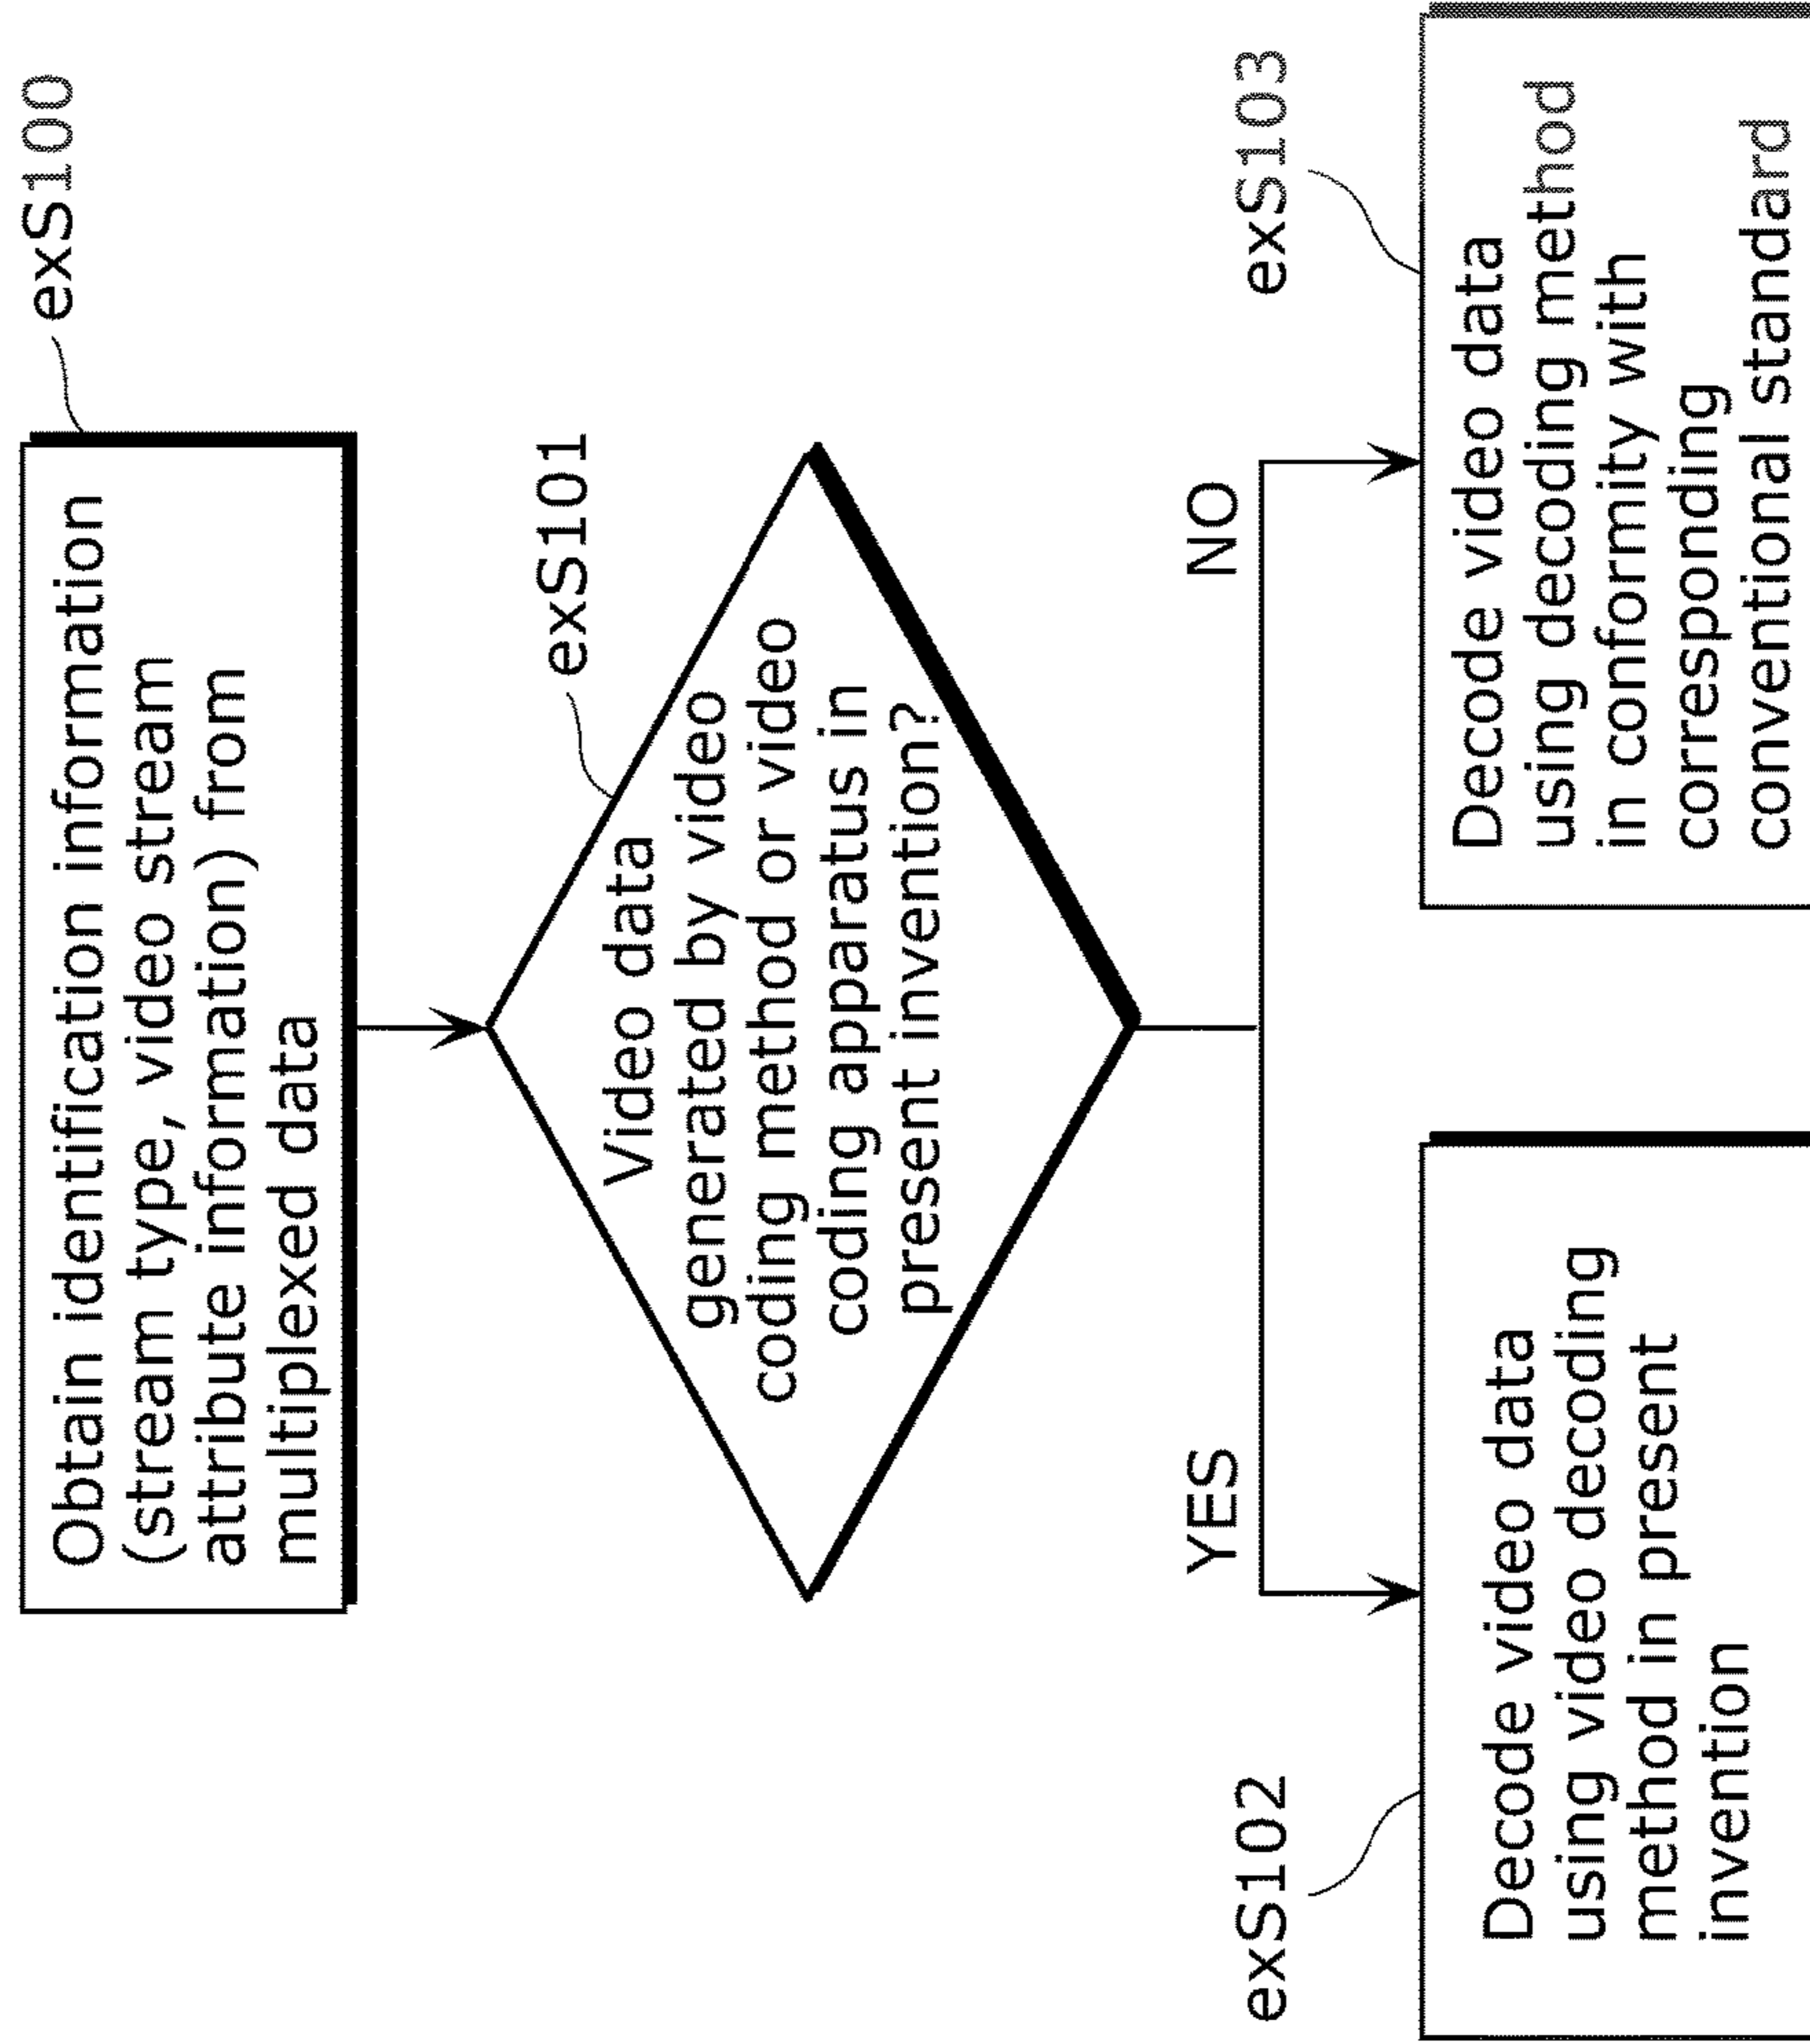 exS100
Obtain identification information
(stream type, video stream
attribute information) from
multiplexed data
exS101
Video data
generated by video
coding method or video
coding apparatus in
present invention?
YES
NO
exS102
Decode video data
using video decoding
method in present
invention
exS103
Decode video data
using decoding method
in conformity with
corresponding
conventional standard